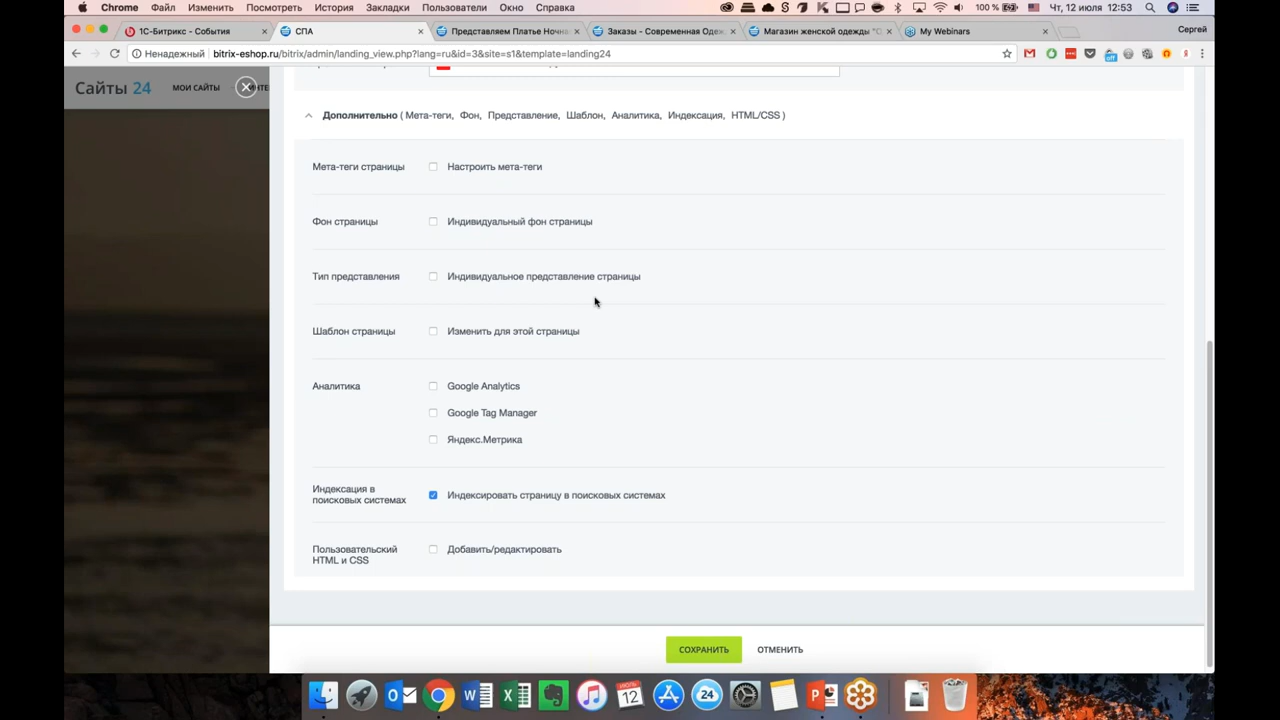 Chrome Файл Изменить Просмотреть История Закладки Пользователи Окно Справка 100 % Чт, 12 июля 12:53
1С-Битрикс - События СПА Представляем Платье Ночна Заказы - Современная Одеж Магазин женской одежды "С My Webinars Сергей
Ненадежный bitrix-eshop.ru/bitrix/admin/landing_view.php?lang=ru&id=3&site=s1&template=landing24
Сайты 24 МОИ САЙТЫ
Дополнительно ( Мета-теги, Фон, Представление, Шаблон, Аналитика, Индексация, HTML/CSS )
Мета-теги страницы Настроить мета-теги
Фон страницы Индивидуальный фон страницы
Тип представления Индивидуальное представление страницы
Шаблон страницы Изменить для этой страницы
Аналитика Google Analytics
Google Tag Manager
Яндекс.Метрика
Индексация в
поисковых системах Индексировать страницу в поисковых системах
Пользовательский
HTML и CSS Добавить/редактировать
СОХРАНИТЬ ОТМЕНИТЬ
ИЮЛЬ
12
24